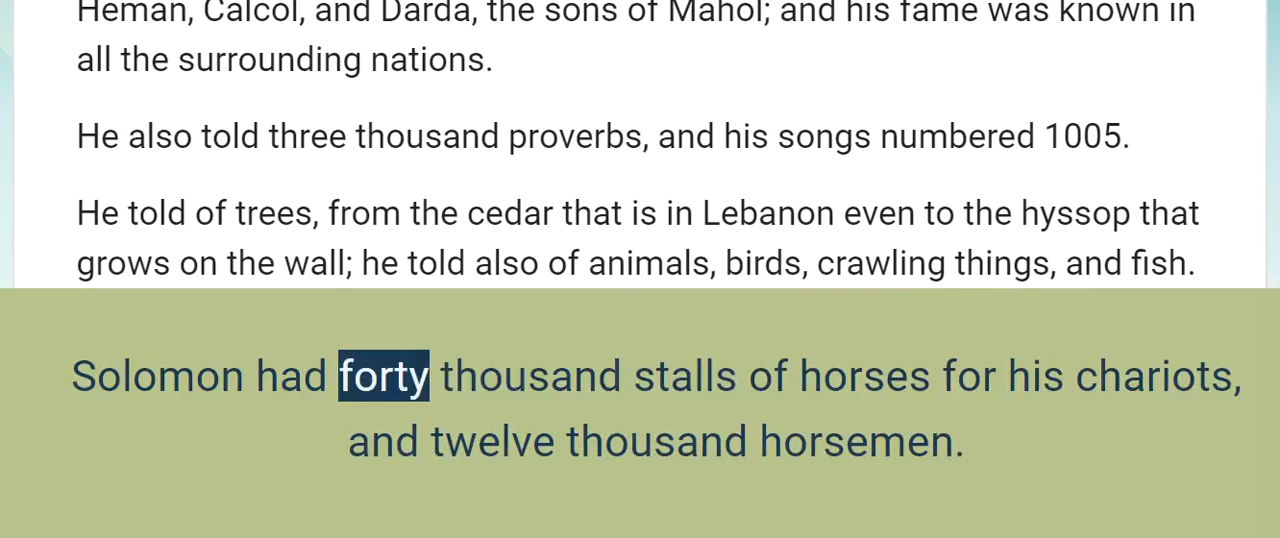 Heman, Calcol, and Darda, the sons of Mahol; and his fame was known in
all the surrounding nations.
He also told three thousand proverbs, and his songs numbered 1005.
He told of trees, from the cedar that is in Lebanon even to the hyssop that
grows on the wall; he told also of animals, birds, crawling things, and fish.
Solomon had forty thousand stalls of horses for his chariots,
and twelve thousand horsemen.